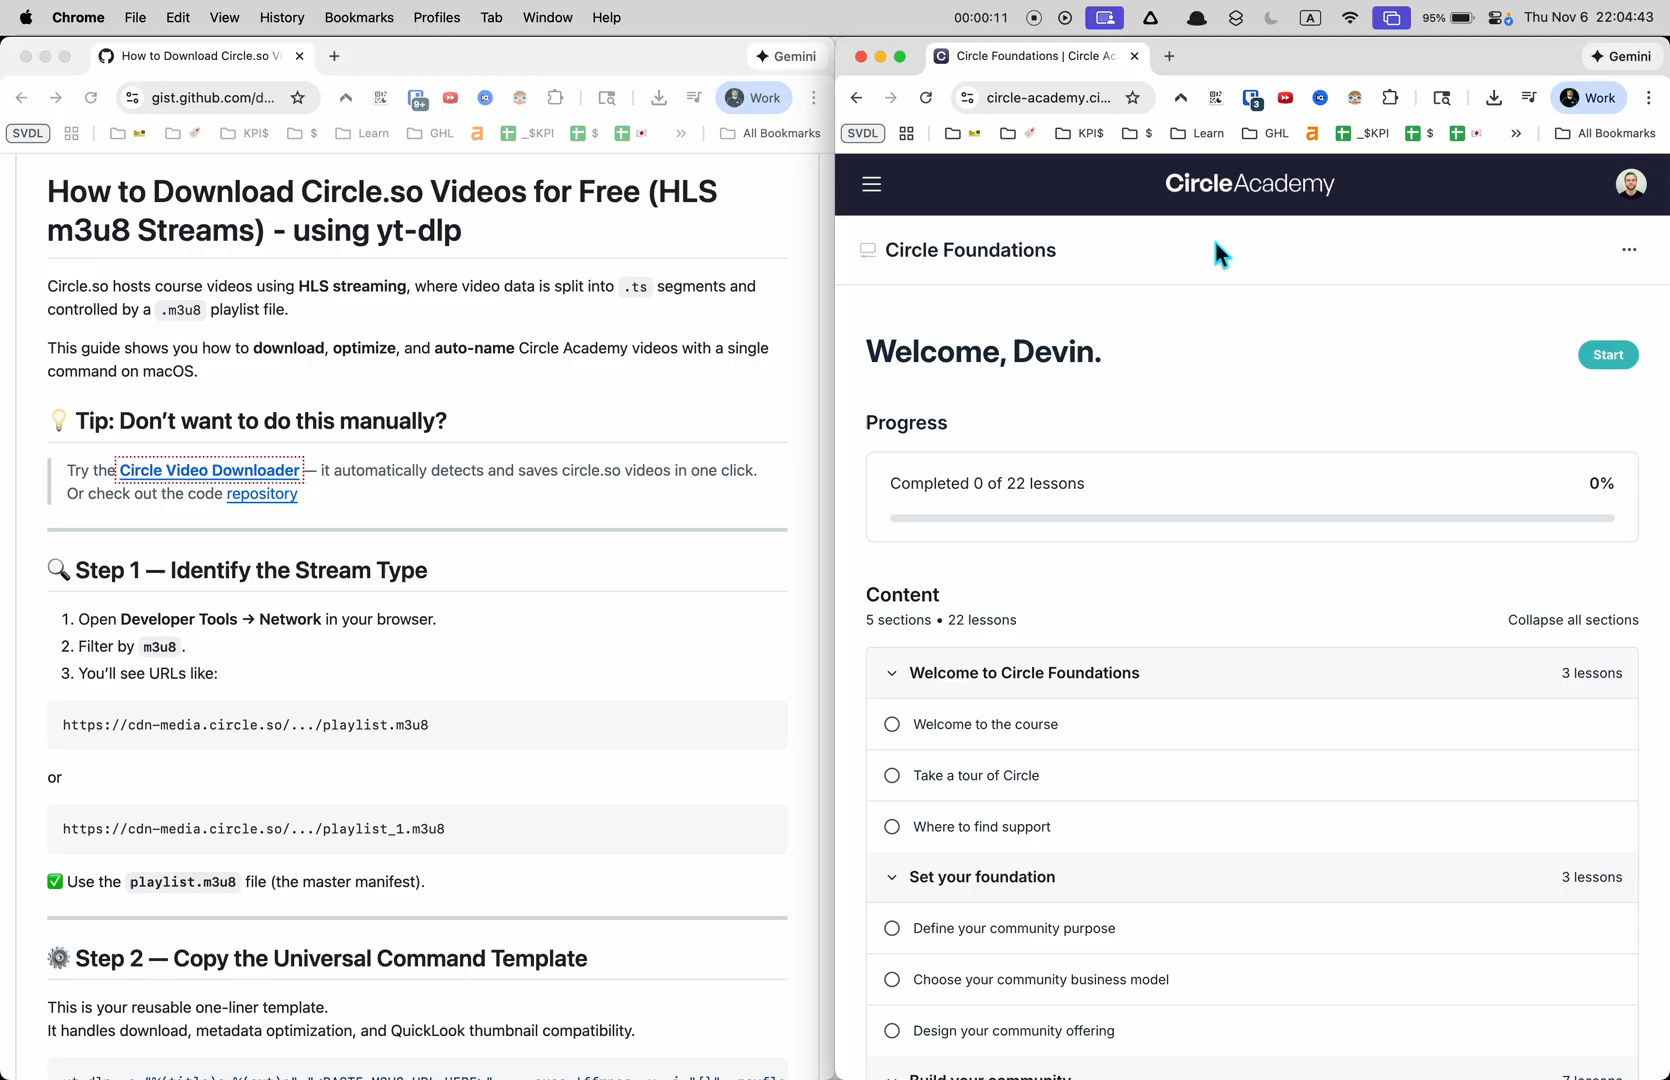 Chrome File Edit View History Bookmarks Profiles Tab Window Help
00:00:11 A 95% Thu Nov 6 22:04:43
How to Download Circle.so Vi
Gemini
gist.github.com/d...
9+
Work
SVDL KPI$ $ Learn GHL _$KPI $ All Bookmarks
How to Download Circle.so Videos for Free (HLS
m3u8 Streams) - using yt-dlp
Circle.so hosts course videos using HLS streaming, where video data is split into .ts segments and
controlled by a .m3u8 playlist file.
This guide shows you how to download, optimize, and auto-name Circle Academy videos with a single
command on macOS.
💡 Tip: Don’t want to do this manually?
Try the Circle Video Downloader — it automatically detects and saves circle.so videos in one click.
Or check out the code repository
🔍 Step 1 — Identify the Stream Type
1. Open Developer Tools → Network in your browser.
2. Filter by m3u8 .
3. You’ll see URLs like:
https://cdn-media.circle.so/.../playlist.m3u8
or
https://cdn-media.circle.so/.../playlist_1.m3u8
✅ Use the playlist.m3u8 file (the master manifest).
⚙️ Step 2 — Copy the Universal Command Template
This is your reusable one-liner template.
It handles download, metadata optimization, and QuickLook thumbnail compatibility.
Circle Foundations | Circle Ac
Gemini
circle-academy.ci...
3
Work
SVDL KPI$ $ Learn GHL _$KPI $ All Bookmarks
CircleAcademy
Circle Foundations
Welcome, Devin.
Start
Progress
Completed 0 of 22 lessons 0%
Content
5 sections • 22 lessons Collapse all sections
Welcome to Circle Foundations 3 lessons
Welcome to the course
Take a tour of Circle
Where to find support
Set your foundation 3 lessons
Define your community purpose
Choose your community business model
Design your community offering
Build your community 7 lessons